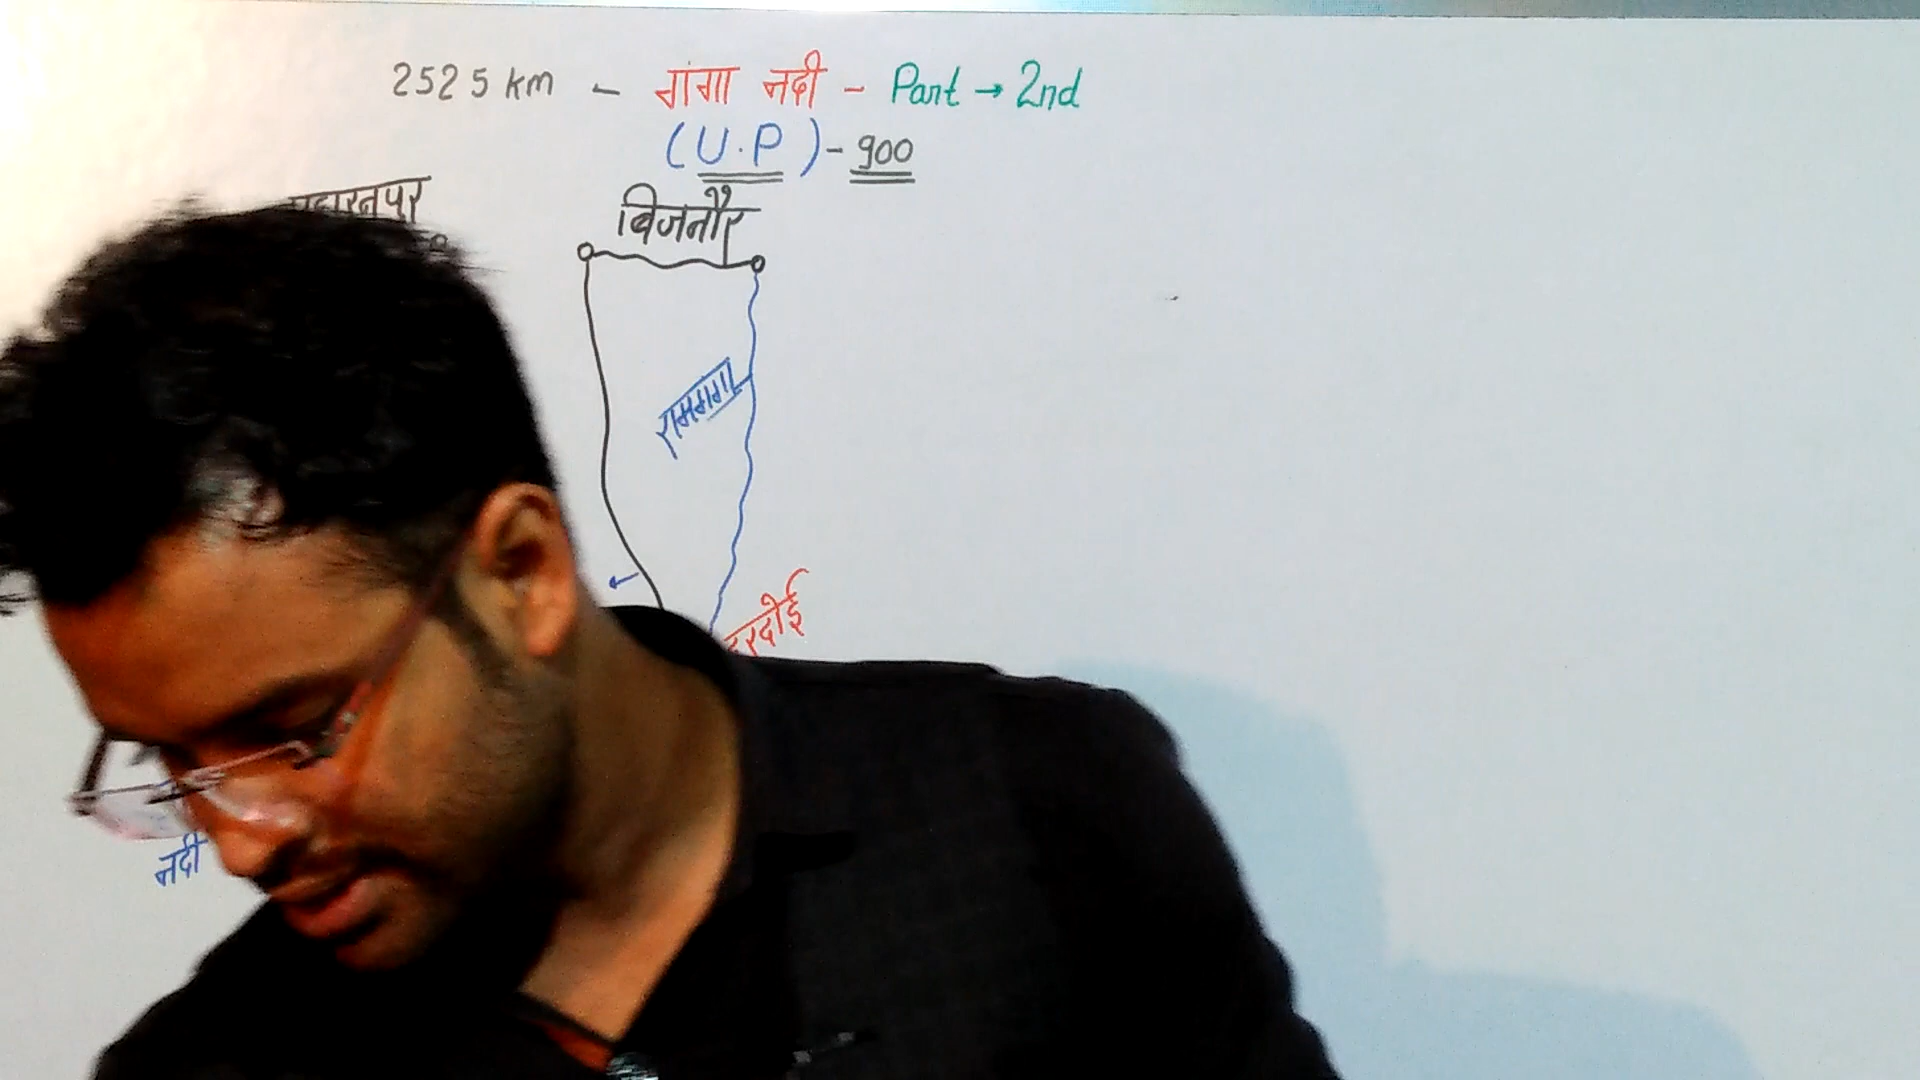 2525 km - गंगा नदी - Part → 2nd
(U.P) - 900
बिजनौर
रामगंगा
नदी